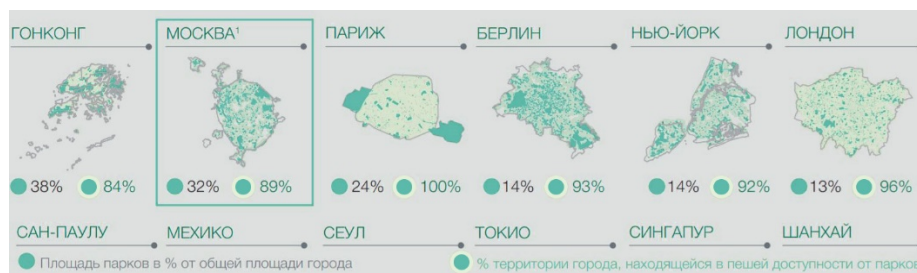 ГОНКОНГ МОСКВА¹ ПАРИЖ БЕРЛИН НЬЮ-ЙОРК ЛОНДОН
38% 84% 32% 89% 24% 100% 14% 93% 14% 92% 13% 96%
САН-ПАУЛУ МЕХИКО СЕУЛ ТОКИО СИНГАПУР ШАНХАЙ
Площадь парков в % от общей площади города % территории города, находящейся в пешей доступности от парков